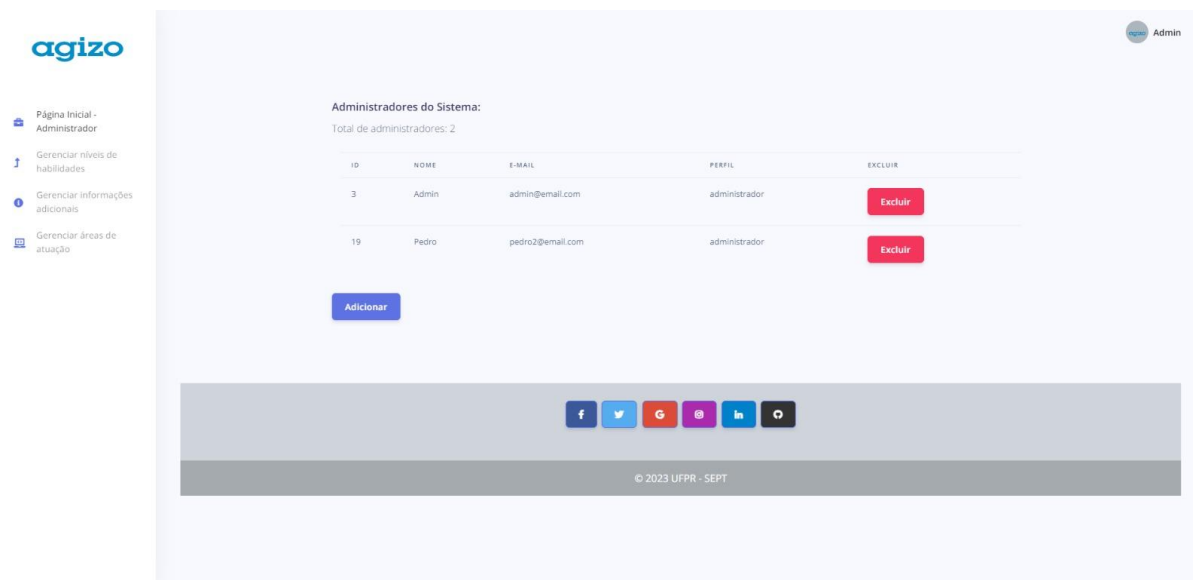 agizo
Admin
Página Inicial -
Administrador
Gerenciar níveis de
habilidades
Gerenciar informações
adicionais
Gerenciar áreas de
atuação
Administradores do Sistema:
Total de administradores: 2
ID NOME E-MAIL PERFIL EXCLUIR
3 Admin admin@email.com administrador Excluir
19 Pedro pedro2@email.com administrador Excluir
Adicionar
© 2023 UFPR - SEPT